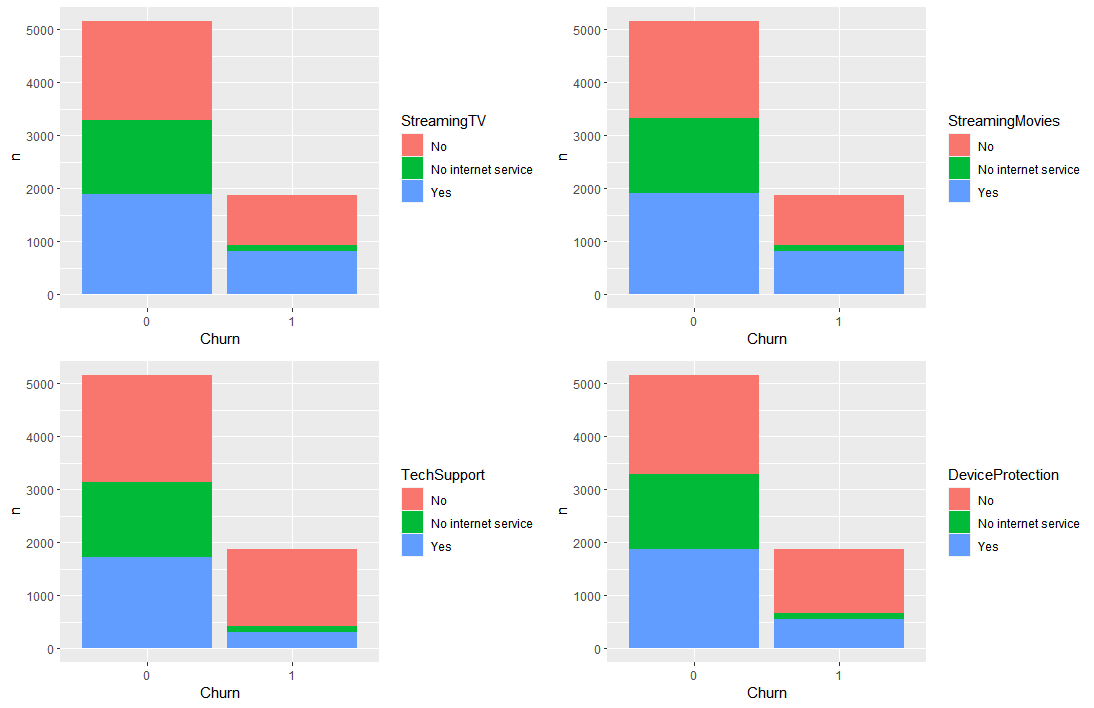 5000
4000
3000
2000
1000
0
n
0
1
Churn
StreamingTV
No
No internet service
Yes
5000
4000
3000
2000
1000
0
n
0
1
Churn
StreamingMovies
No
No internet service
Yes
5000
4000
3000
2000
1000
0
n
0
1
Churn
TechSupport
No
No internet service
Yes
5000
4000
3000
2000
1000
0
n
0
1
Churn
DeviceProtection
No
No internet service
Yes